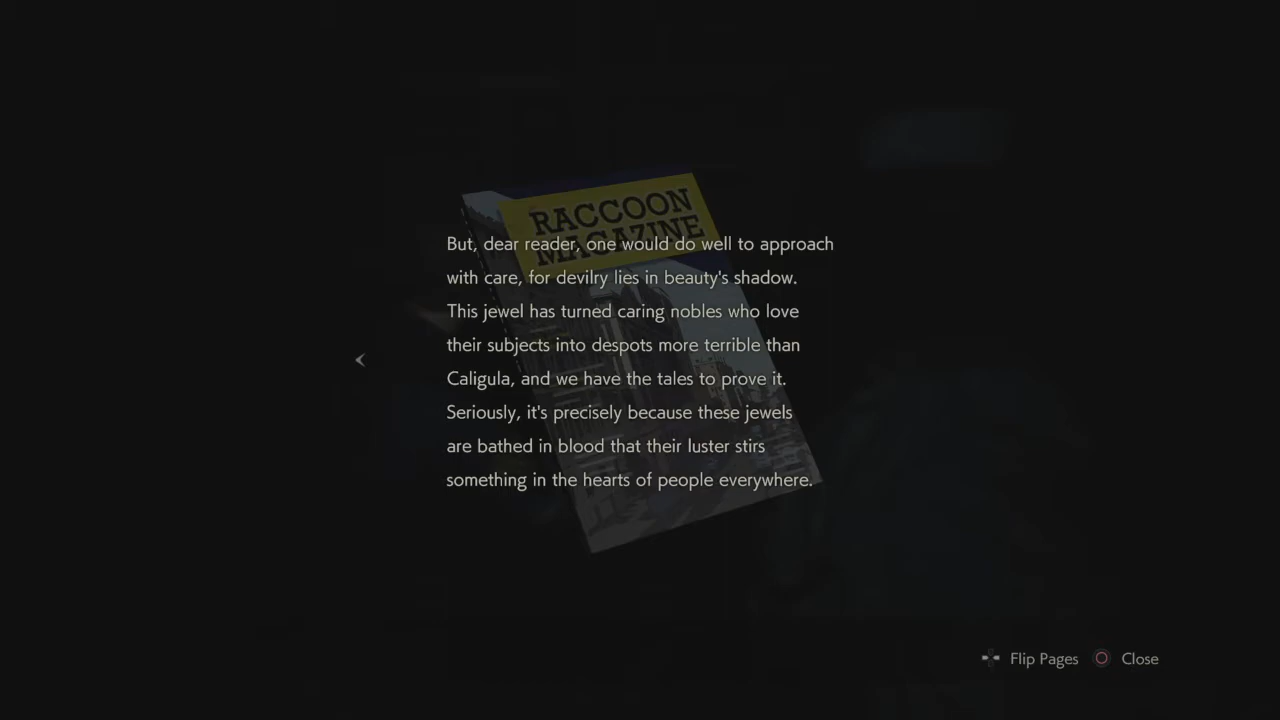 RACCOON
MAGAZINE
But, dear reader, one would do well to approach
with care, for devilry lies in beauty's shadow.
This jewel has turned caring nobles who love
their subjects into despots more terrible than
Caligula, and we have the tales to prove it.
Seriously, it's precisely because these jewels
are bathed in blood that their luster stirs
something in the hearts of people everywhere.
Flip Pages
Close